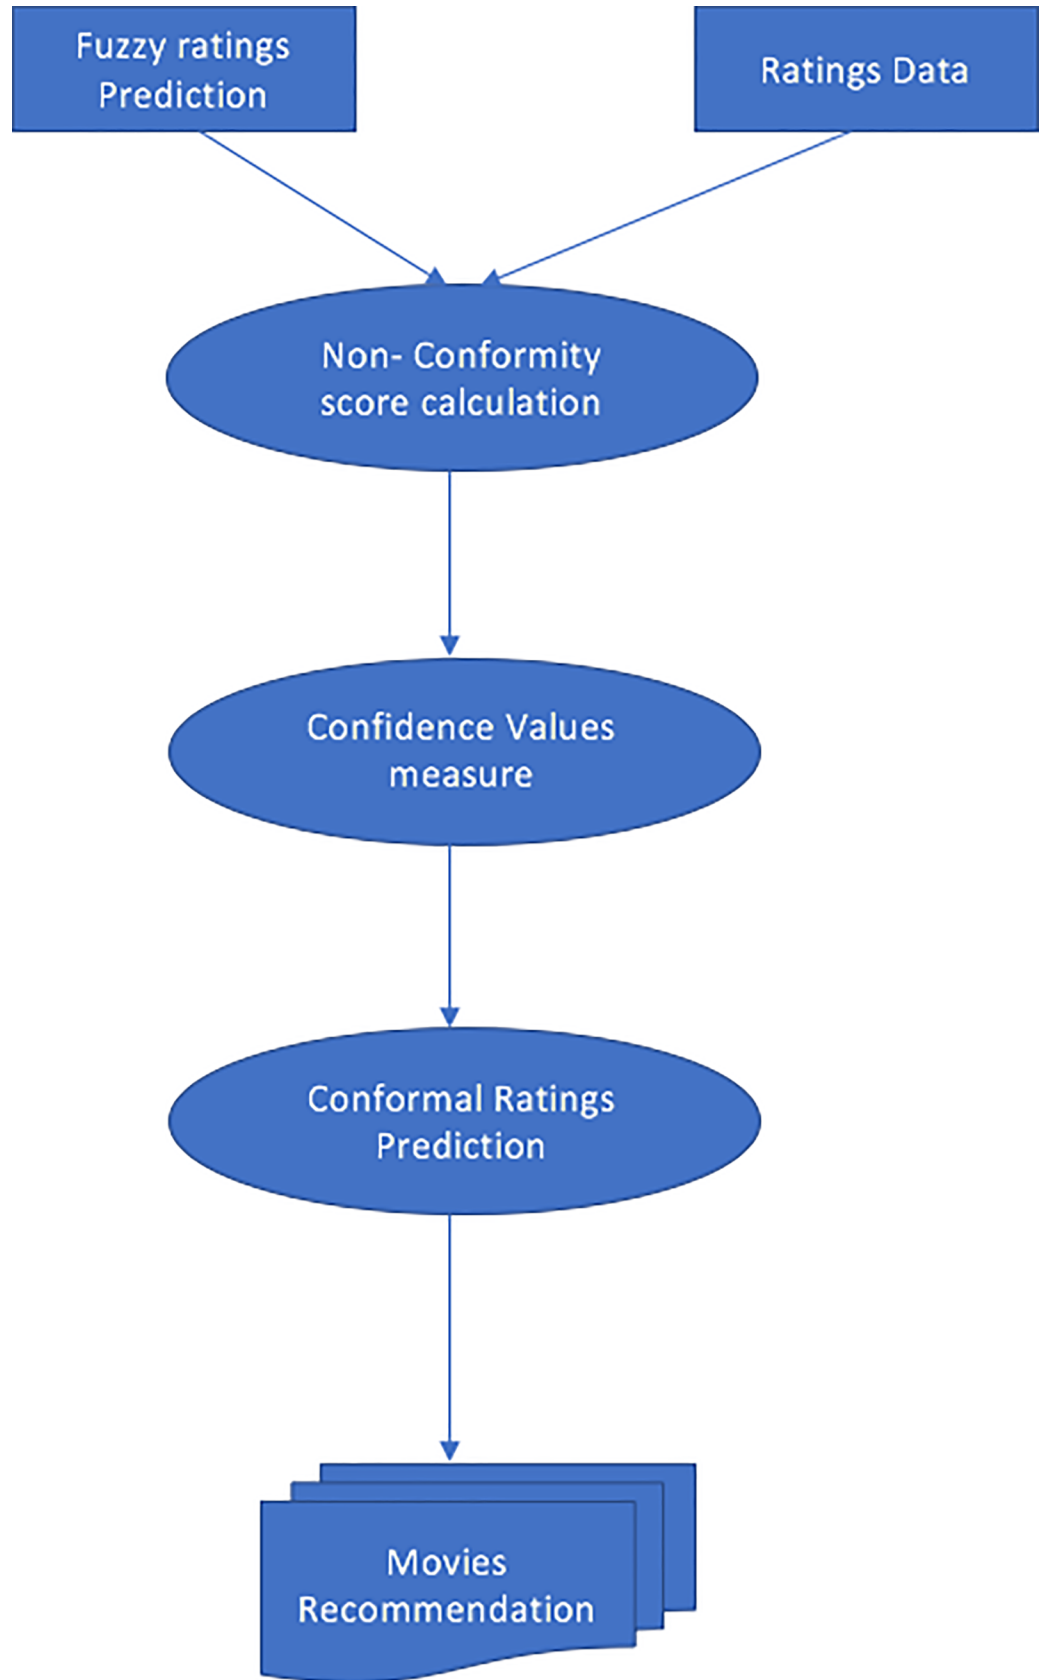 Fuzzy ratings
Prediction
Ratings Data
Non- Conformity
score calculation
Confidence Values
measure
Conformal Ratings
Prediction
Movies
Recommendation